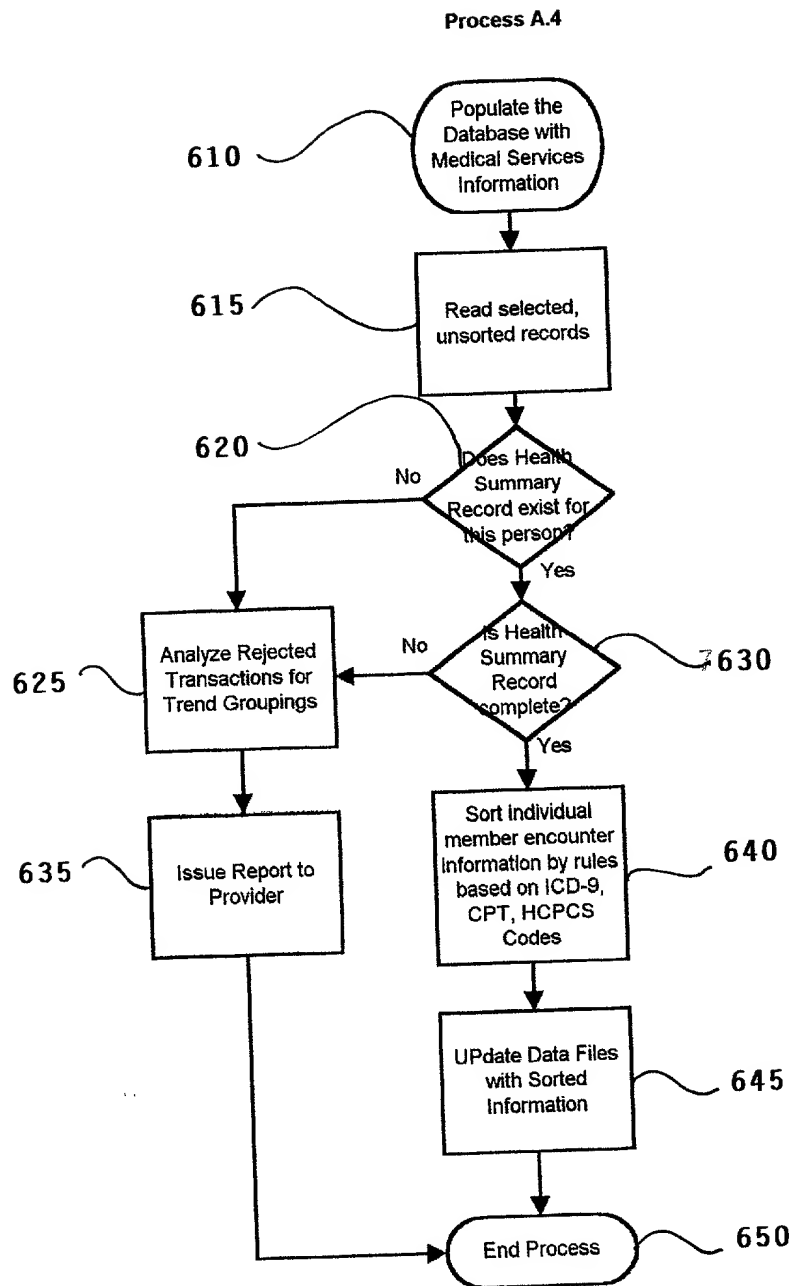 Process A.4
Populate the
Database with
Medical Services
Information
610
615
Read selected,
unsorted records
620
No
Does Health
Summary
Record exist for
this person?
Yes
No
Is Health
Summary
Record
complete?
630
Yes
625
Analyze Rejected
Transactions for
Trend Groupings
635
Issue Report to
Provider
Sort individual
member encounter
information by rules
based on ICD-9,
CPT, HCPCS
Codes
640
UPdate Data Files
with Sorted
Information
645
End Process
650